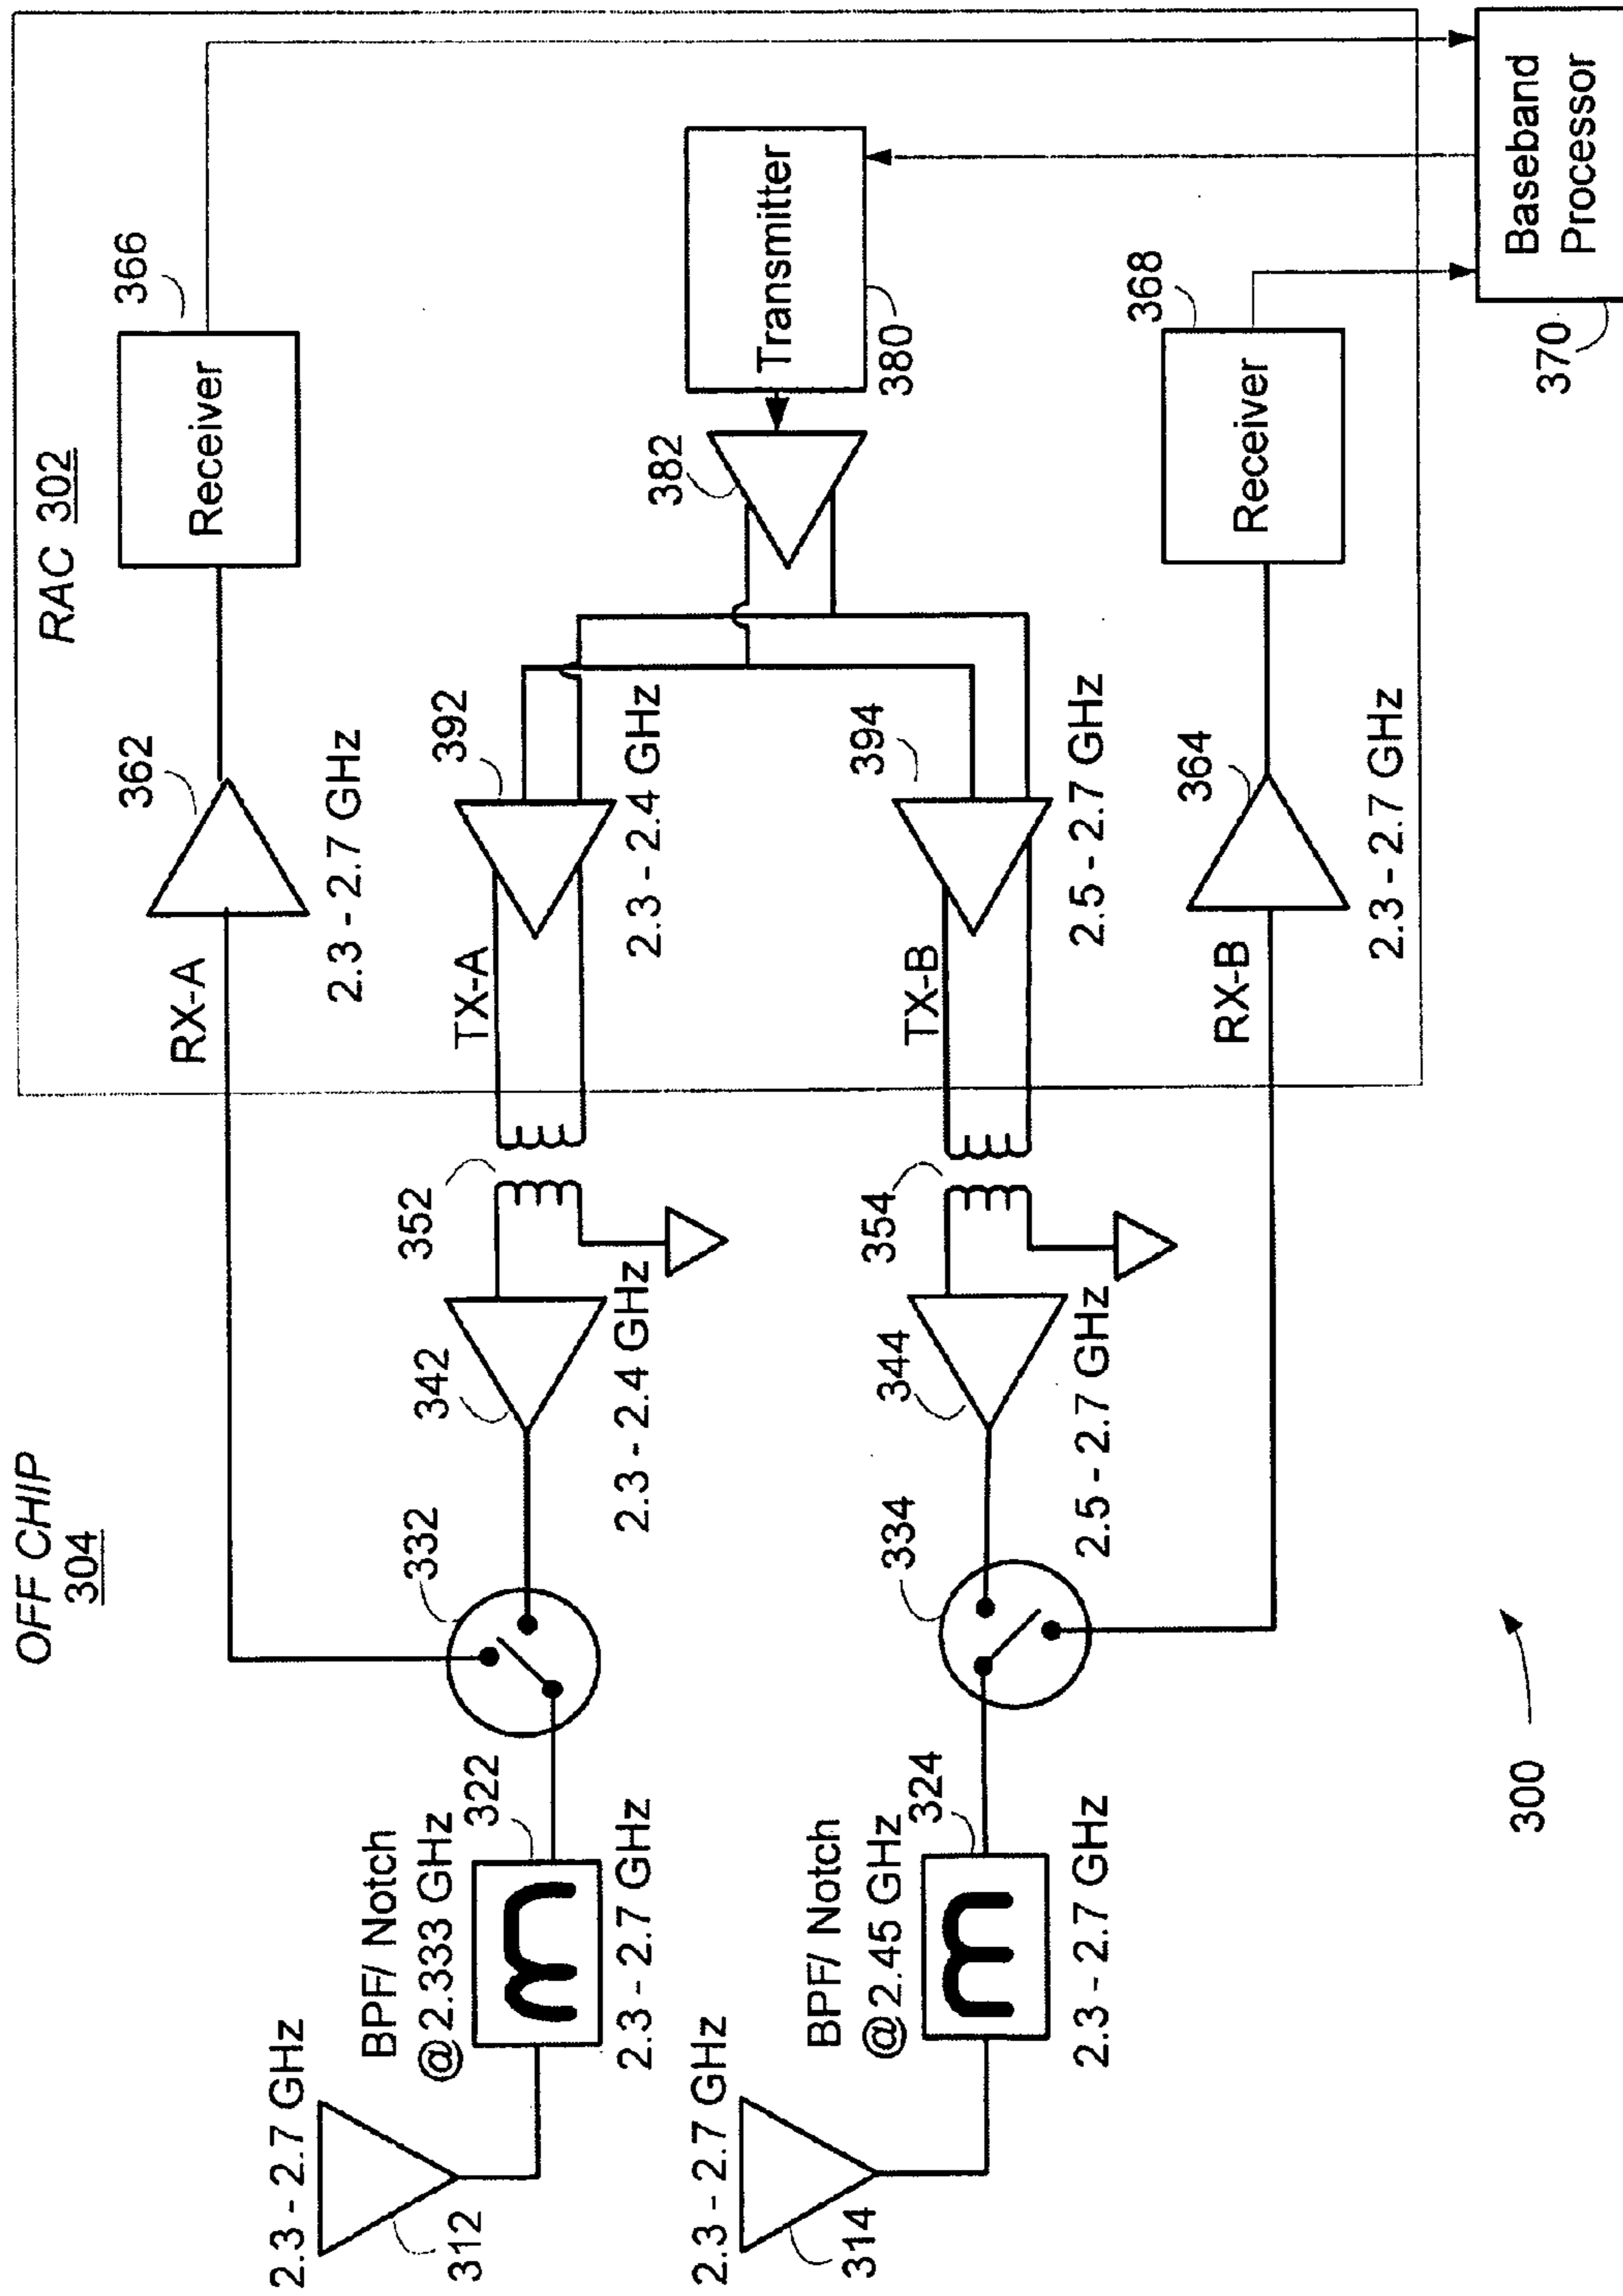 OFF CHIP
304
RAC 302
2.3 - 2.7 GHz
312
BPF/ Notch
@2.333 GHz
322
2.3 - 2.7 GHz
332
342
2.3 - 2.4 GHz
352
RX-A
362
2.3 - 2.7 GHz
366
Receiver
TX-A
392
2.3 - 2.4 GHz
382
Transmitter
380
2.3 - 2.7 GHz
314
BPF/ Notch
@2.45 GHz
324
2.3 - 2.7 GHz
334
344
2.5 - 2.7 GHz
354
TX-B
394
2.5 - 2.7 GHz
RX-B
364
2.3 - 2.7 GHz
368
Receiver
370
Baseband
Processor
300